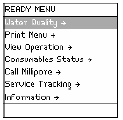 READY MENU
Water Quality →
Print Menu →
View Operation →
Consumables Status →
Call Millipore →
Service Tracking →
Information →